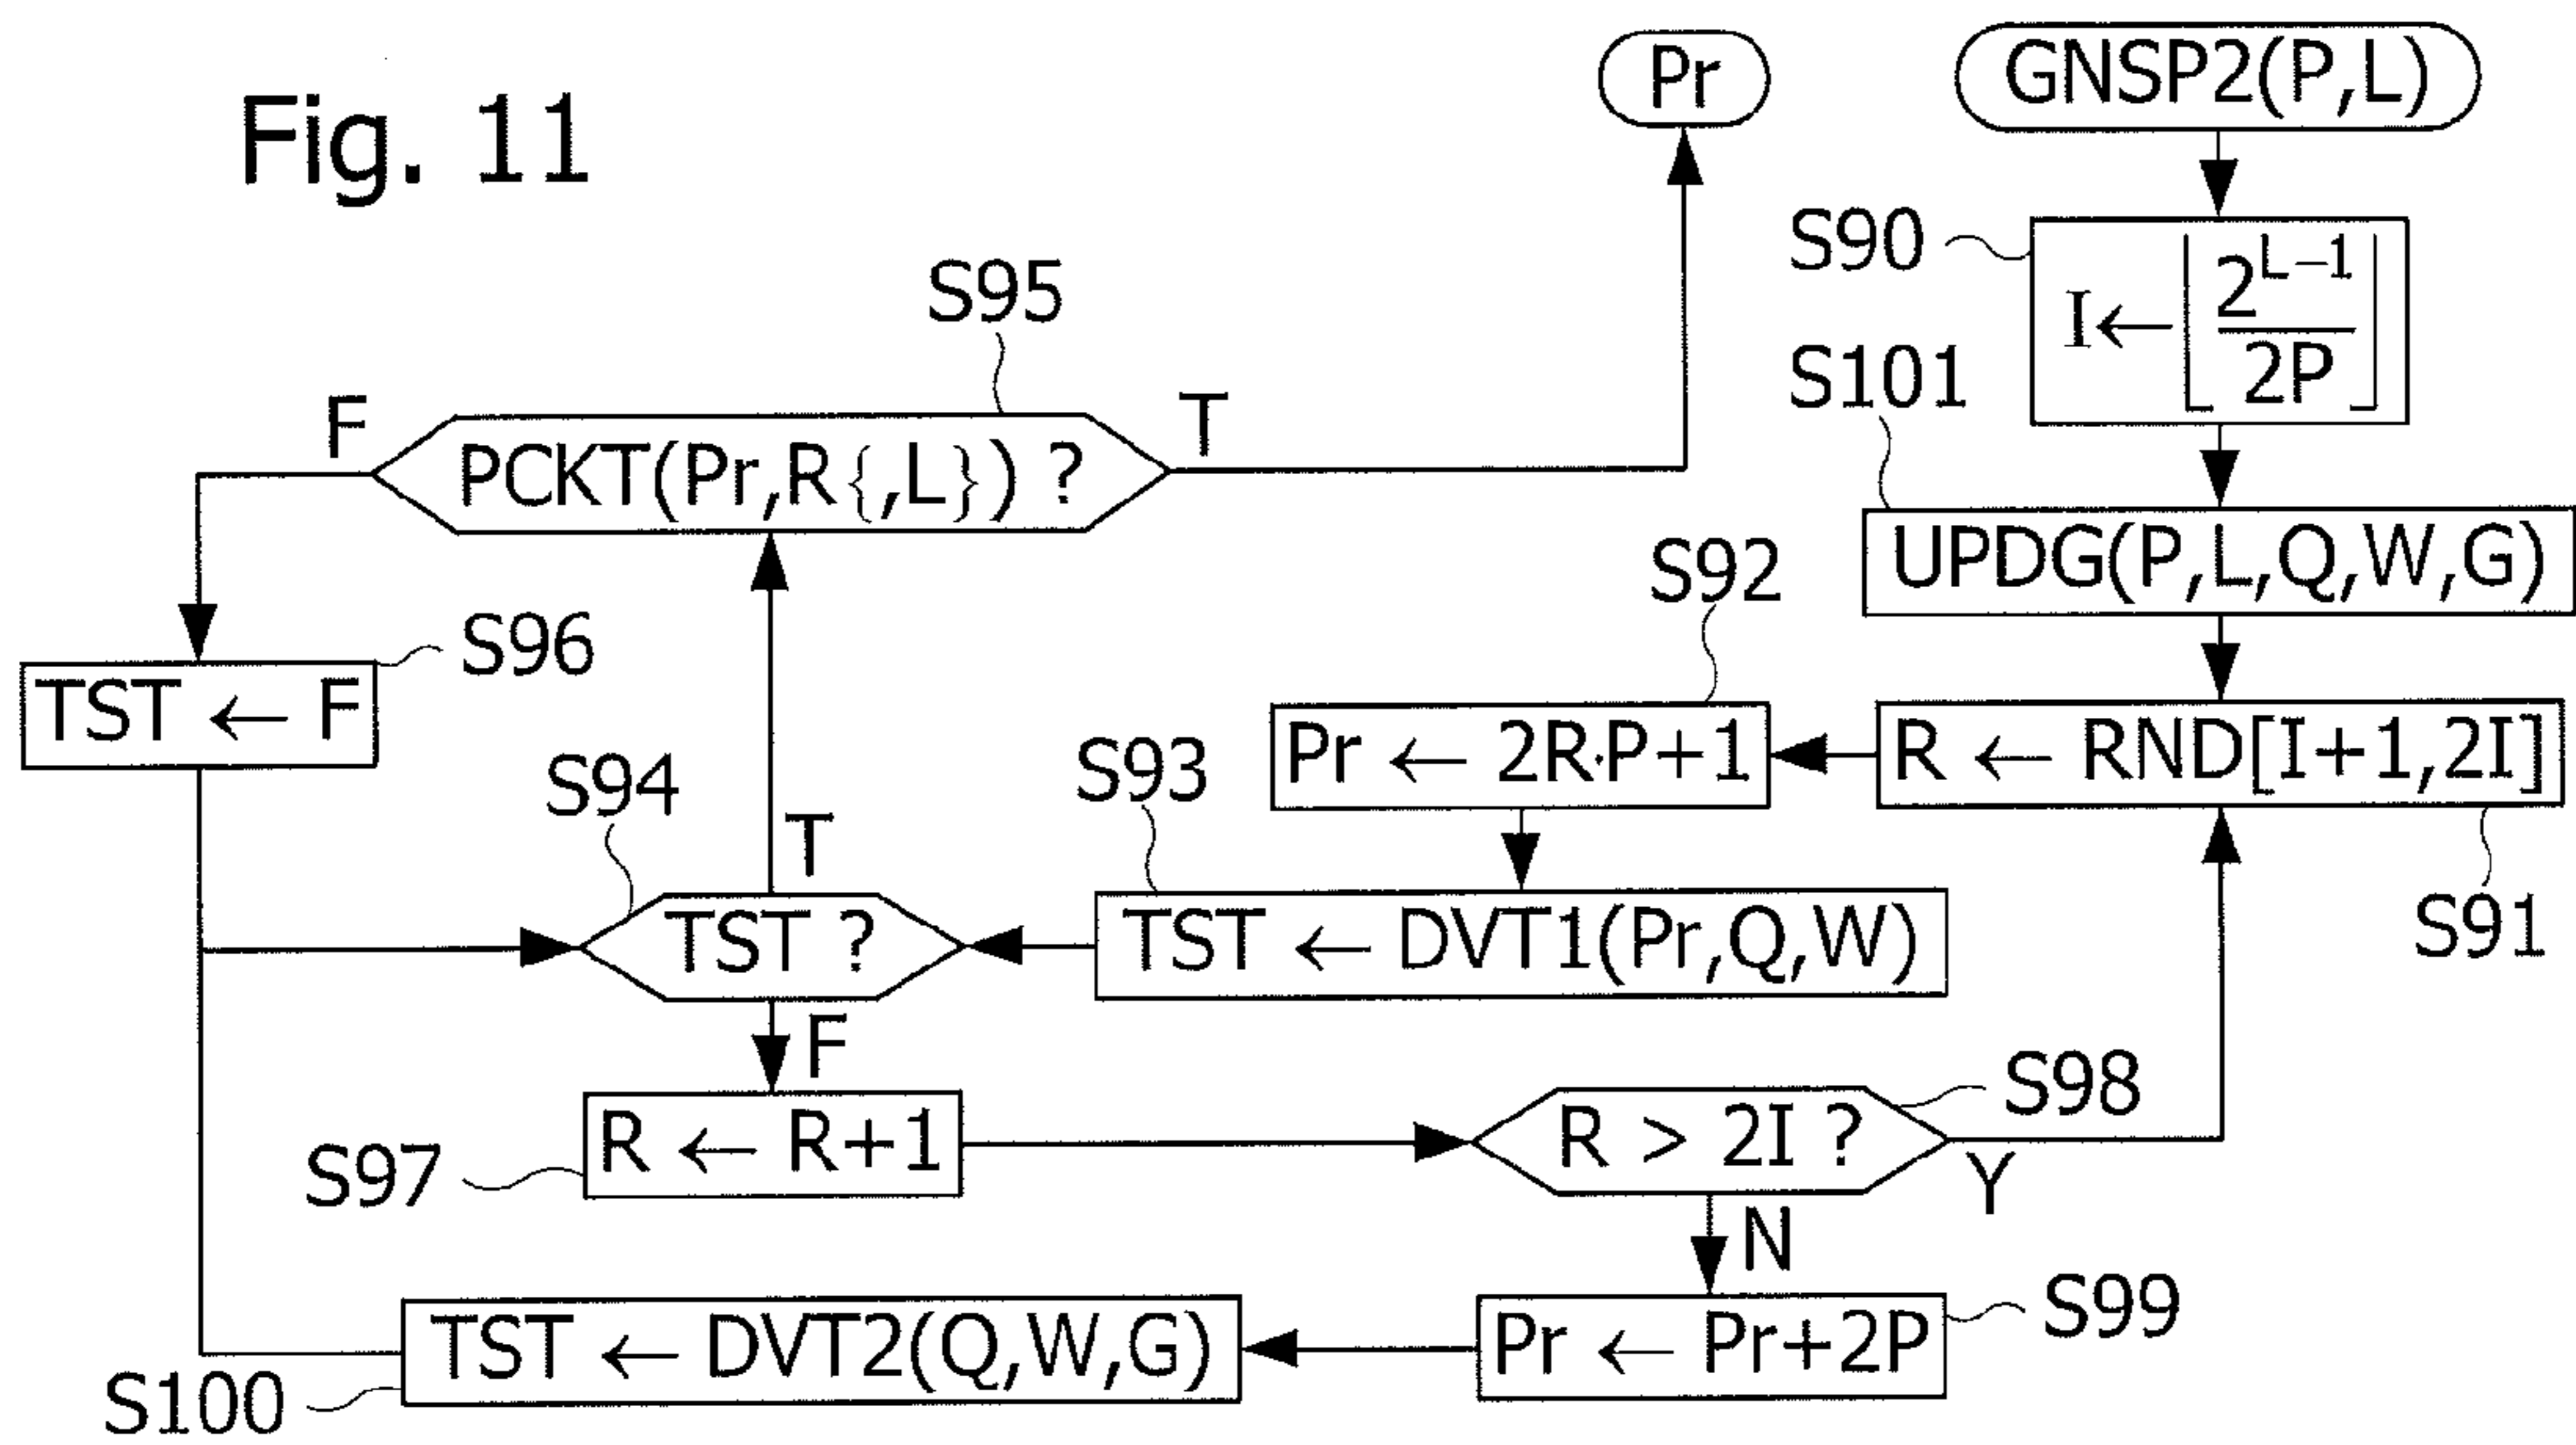 Fig. 11
Pr
GNSP2(P,L)
S90
I←⌊2^{L-1}/2P⌋
S101
UPDG(P,L,Q,W,G)
S95
F
PCKT(Pr,R{,L}) ?
T
S92
S96
TST ← F
Pr ← 2R·P+1
R ← RND[I+1,2I]
S91
S93
S94
T
TST ?
TST ← DVT1(Pr,Q,W)
F
R ← R+1
S97
R > 2I ?
S98
Y
N
Pr ← Pr+2P
S99
TST ← DVT2(Q,W,G)
S100